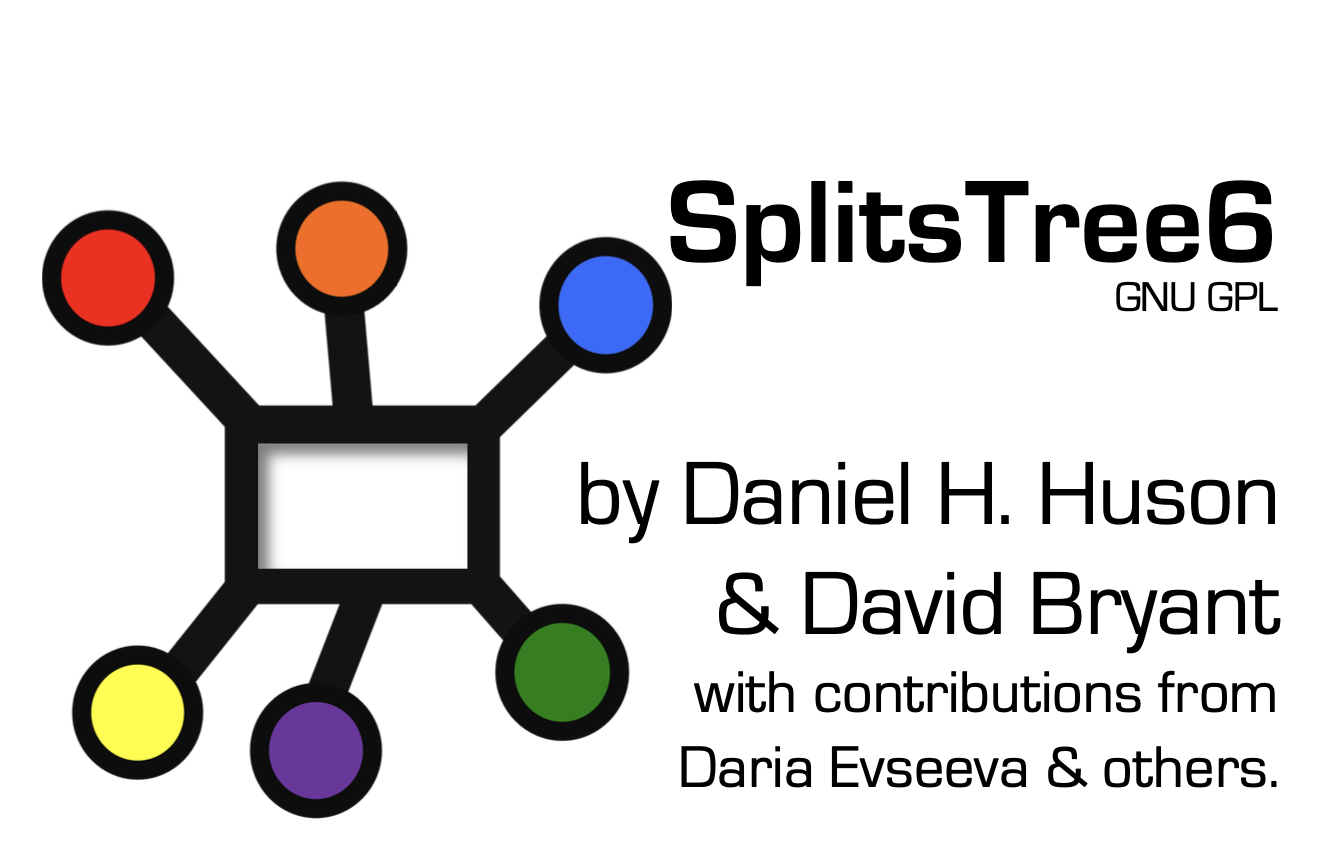 SplitsTree6
GNU GPL
by Daniel H. Huson
& David Bryant
with contributions from
Daria Evseeva & others.